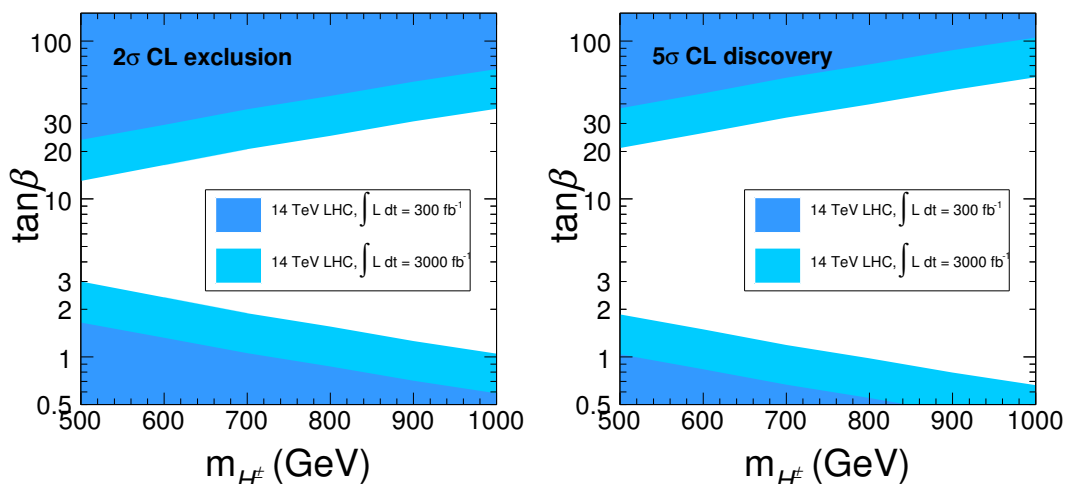 2σ CL exclusion
tanβ
100
30
20
10
3
2
1
0.5
14 TeV LHC, ∫ L dt = 300 fb⁻¹
14 TeV LHC, ∫ L dt = 3000 fb⁻¹
500 600 700 800 900 1000
m_H± (GeV)
5σ CL discovery
tanβ
100
30
20
10
3
2
1
0.5
14 TeV LHC, ∫ L dt = 300 fb⁻¹
14 TeV LHC, ∫ L dt = 3000 fb⁻¹
500 600 700 800 900 1000
m_H± (GeV)